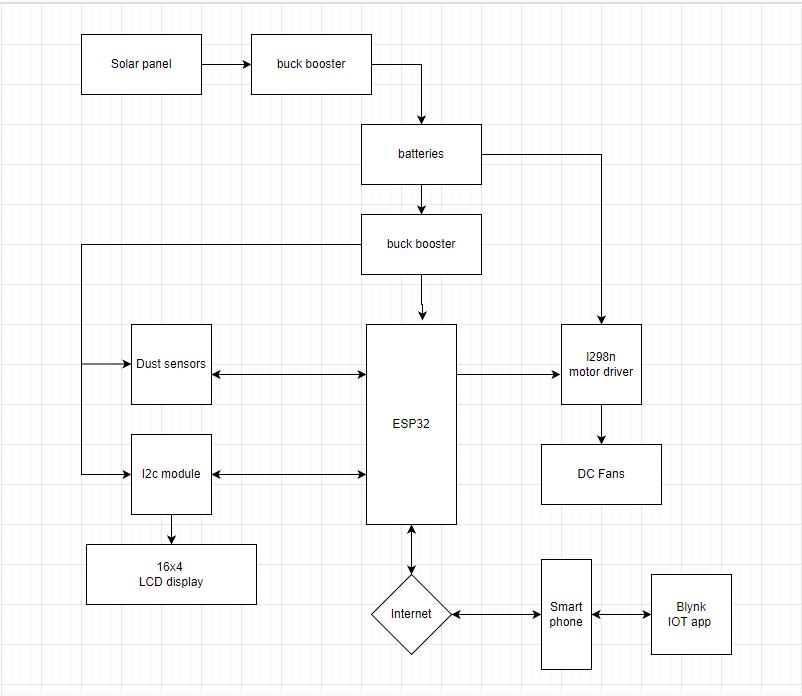 Solar panel
buck booster
batteries
buck booster
Dust sensors
ESP32
l298n
motor driver
I2c module
DC Fans
16x4
LCD display
Internet
Smart
phone
Blynk
IOT app